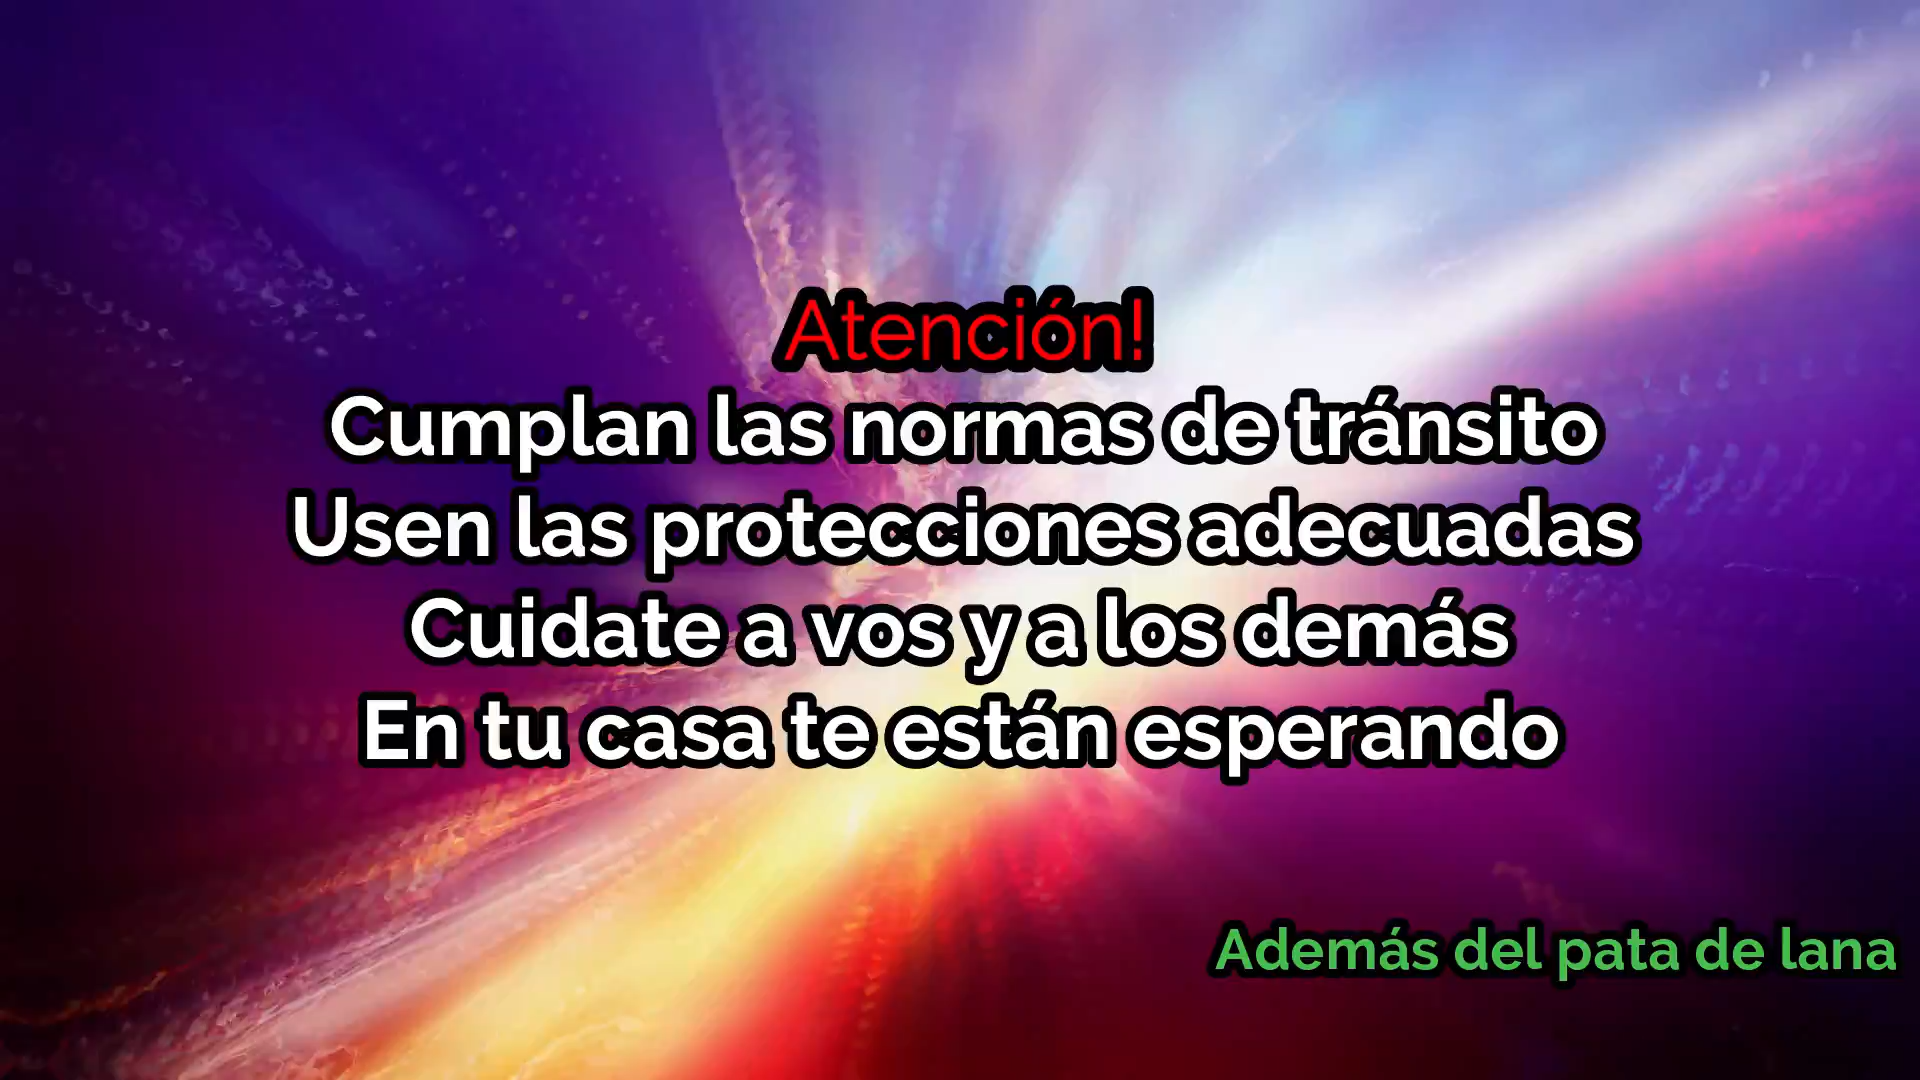 Atención!
Cumplan las normas de tránsito
Usen las protecciones adecuadas
Cuidate a vos y a los demás
En tu casa te están esperando
Además del pata de lana